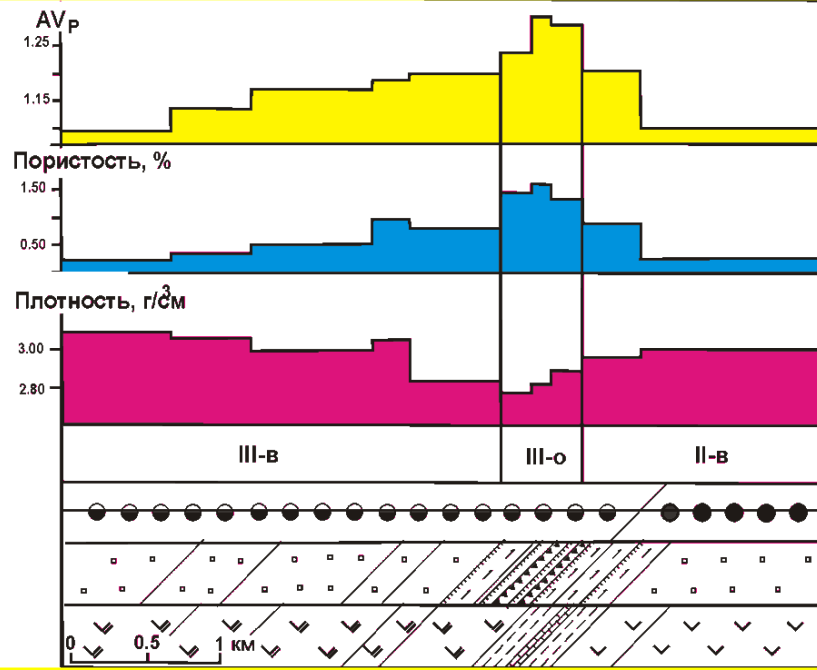 AVP
1.25
1.15
Пористость, %
1.50
0.50
Плотность, г/см3
3.00
2.80
III-в III-о II-в
0 0.5 1 км